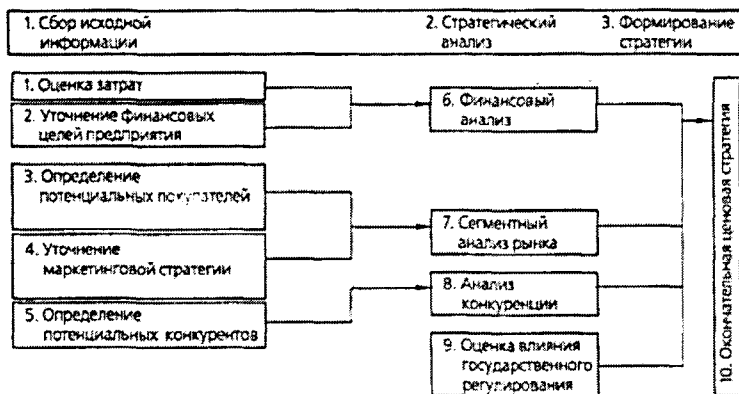 1. Сбор исходной
информации
2. Стратегический
анализ
3. Формирование
стратегии
1. Оценка затрат
2. Уточнение финансовых
целей предприятия
3. Определение
потенциальных покупателей
4. Уточнение
маркетинговой стратегии
5. Определение
потенциальных конкурентов
6. Финансовый
анализ
7. Сегментный
анализ рынка
8. Анализ
конкуренции
9. Оценка влияния
государственного
регулирования
10. Окончательная ценовая стратегия